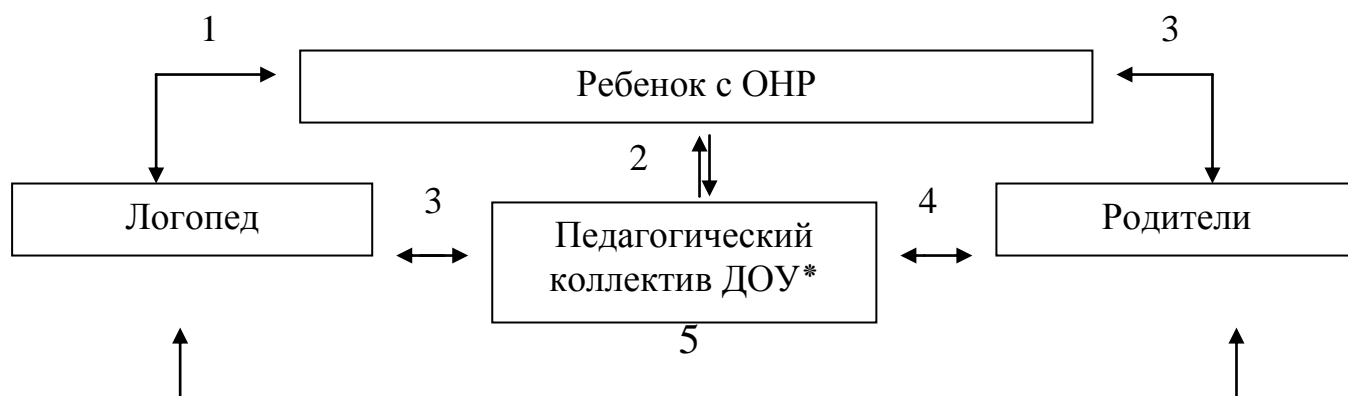 1
3
Ребенок с ОНР
2
Логопед
3
Педагогический
коллектив ДОУ*
4
Родители
5